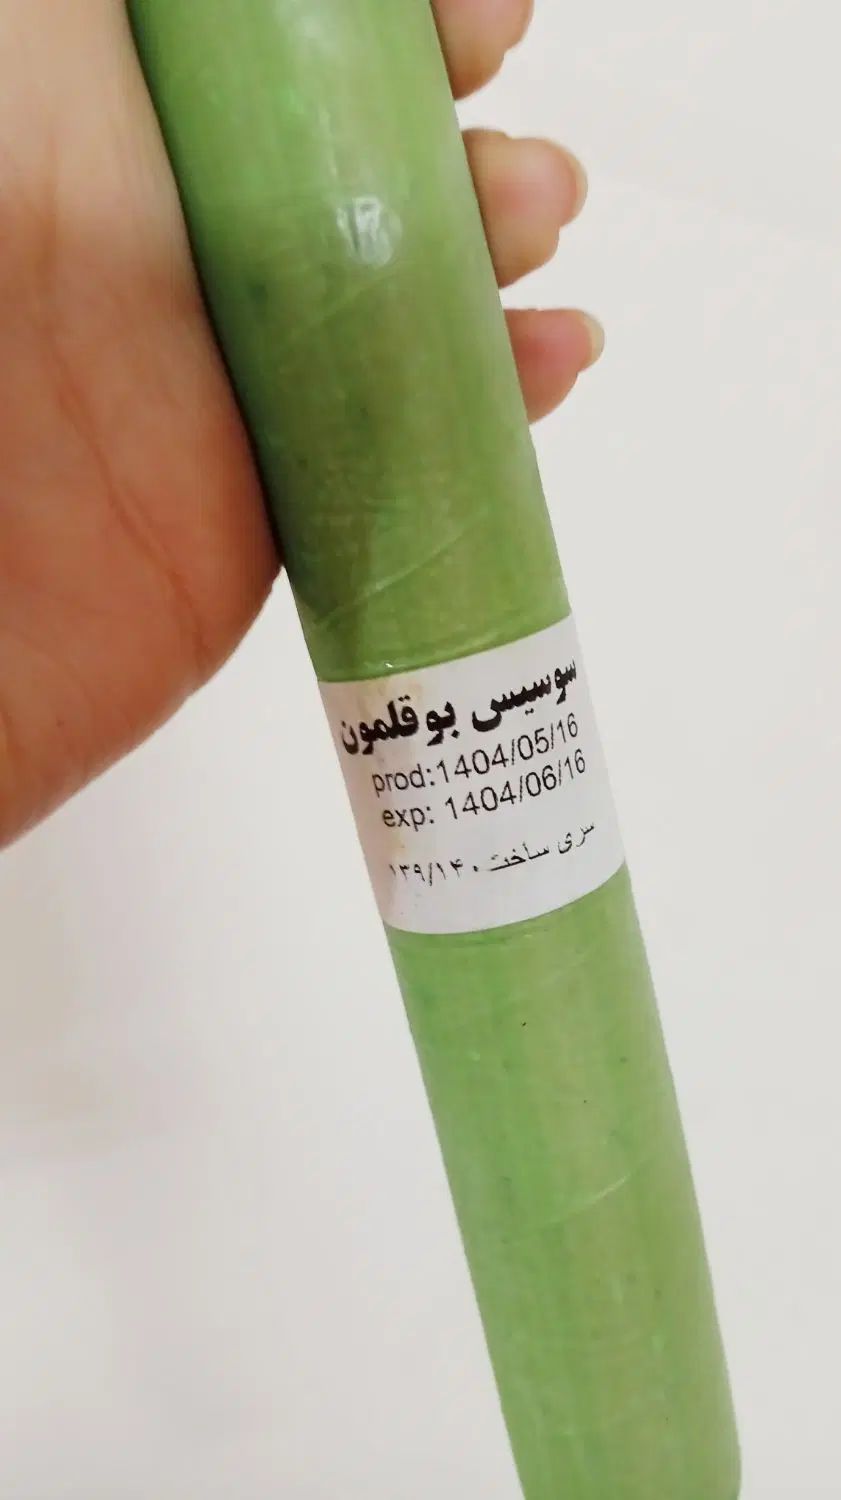 سوسیس بوقلمون
prod:1404/05/16
exp: 1404/06/16
سری ساخت ۱۳۹/۱۴۰